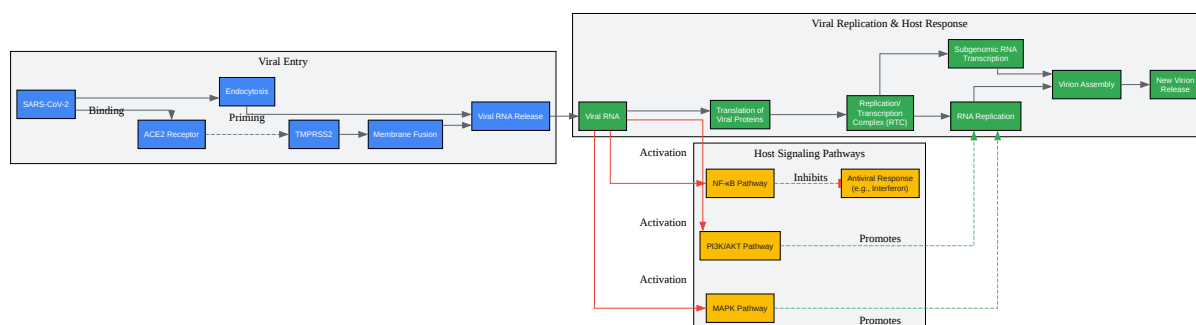 Viral Replication & Host Response
Viral Entry
SARS-CoV-2
Binding
ACE2 Receptor
Endocytosis
Priming
TMPRSS2
Membrane Fusion
Viral RNA Release
Viral RNA
Translation of
Viral Proteins
Replication/
Transcription
Complex (RTC)
Subgenomic RNA
Transcription
RNA Replication
Virion Assembly
New Virion
Release
Host Signaling Pathways
Activation
NF-κB Pathway
Inhibits
Antiviral Response
(e.g., Interferon)
Activation
PI3K/AKT Pathway
Promotes
Activation
MAPK Pathway
Promotes